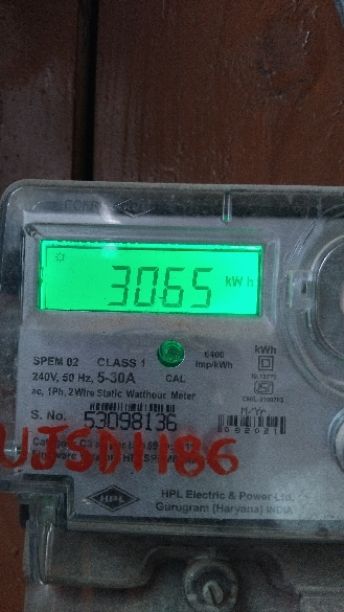 3065 kWh
SPEM 02 CLASS 1
6400 imp/kWh
kWh
240V, 50 Hz, 5-30A CAL
ac, 1Ph, 2Wire Static Watthour Meter
S. No. 53098136
M/Yr
UJSD1186
HPL
HPL Electric & Power Ltd.
Gurugram (Haryana) INDIA